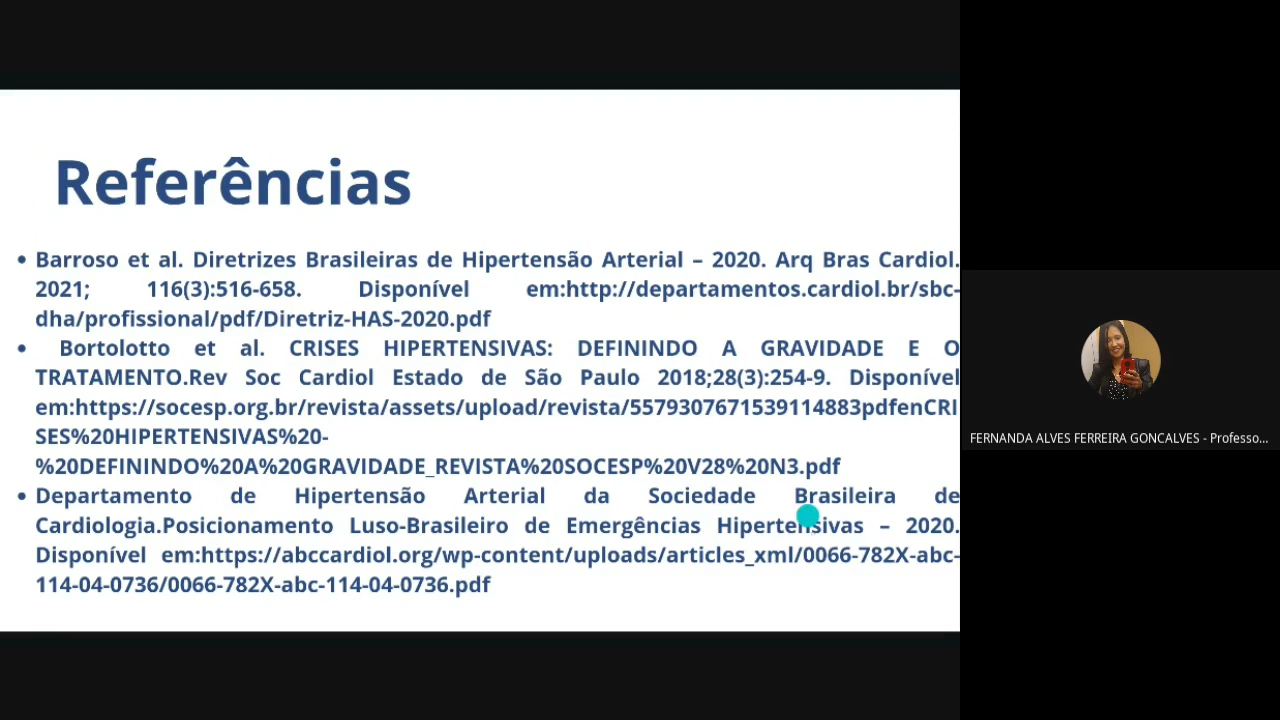 Referências
• Barroso et al. Diretrizes Brasileiras de Hipertensão Arterial – 2020. Arq Bras Cardiol.
2021; 116(3):516-658. Disponível em:http://departamentos.cardiol.br/sbc-
dha/profissional/pdf/Diretriz-HAS-2020.pdf
• Bortolotto et al. CRISES HIPERTENSIVAS: DEFININDO A GRAVIDADE E O
TRATAMENTO.Rev Soc Cardiol Estado de São Paulo 2018;28(3):254-9. Disponível
em:https://socesp.org.br/revista/assets/upload/revista/5579307671539114883pdfenCRI
SES%20HIPERTENSIVAS%20-
%20DEFININDO%20A%20GRAVIDADE_REVISTA%20SOCESP%20V28%20N3.pdf
• Departamento de Hipertensão Arterial da Sociedade Brasileira de
Cardiologia.Posicionamento Luso-Brasileiro de Emergências Hipertensivas – 2020.
Disponível em:https://abccardiol.org/wp-content/uploads/articles_xml/0066-782X-abc-
114-04-0736/0066-782X-abc-114-04-0736.pdf
FERNANDA ALVES FERREIRA GONCALVES - Professo...